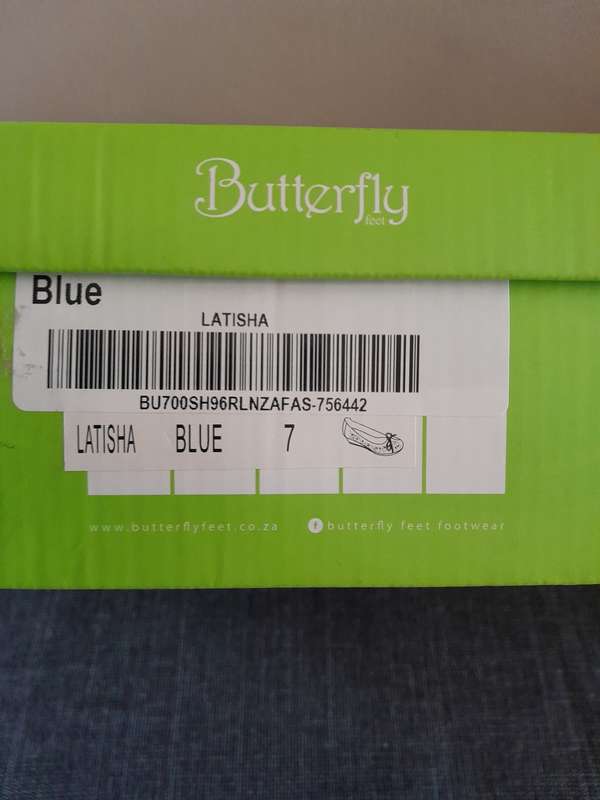 Butterfly
feet
Blue
LATISHA
BU700SH96RLNZAFAS-756442
LATISHA BLUE 7
www.butterflyfeet.co.za f butterfly feet footwear